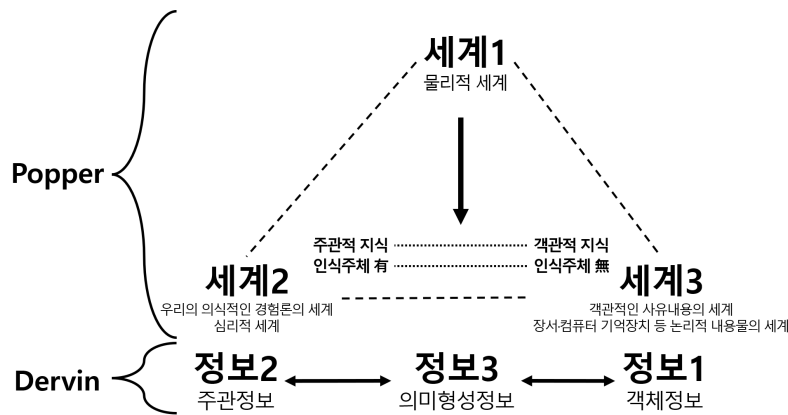 세계1
물리적 세계
Popper
주관적 지식 객관적 지식
인식주체 有 인식주체 無
세계2 세계3
우리의 의식적인 경험론의 세계 객관적인 사유내용의 세계
심리적 세계 장서·컴퓨터 기억장치 등 논리적 내용물의 세계
Dervin
정보2 정보3 정보1
주관정보 의미형성정보 객체정보